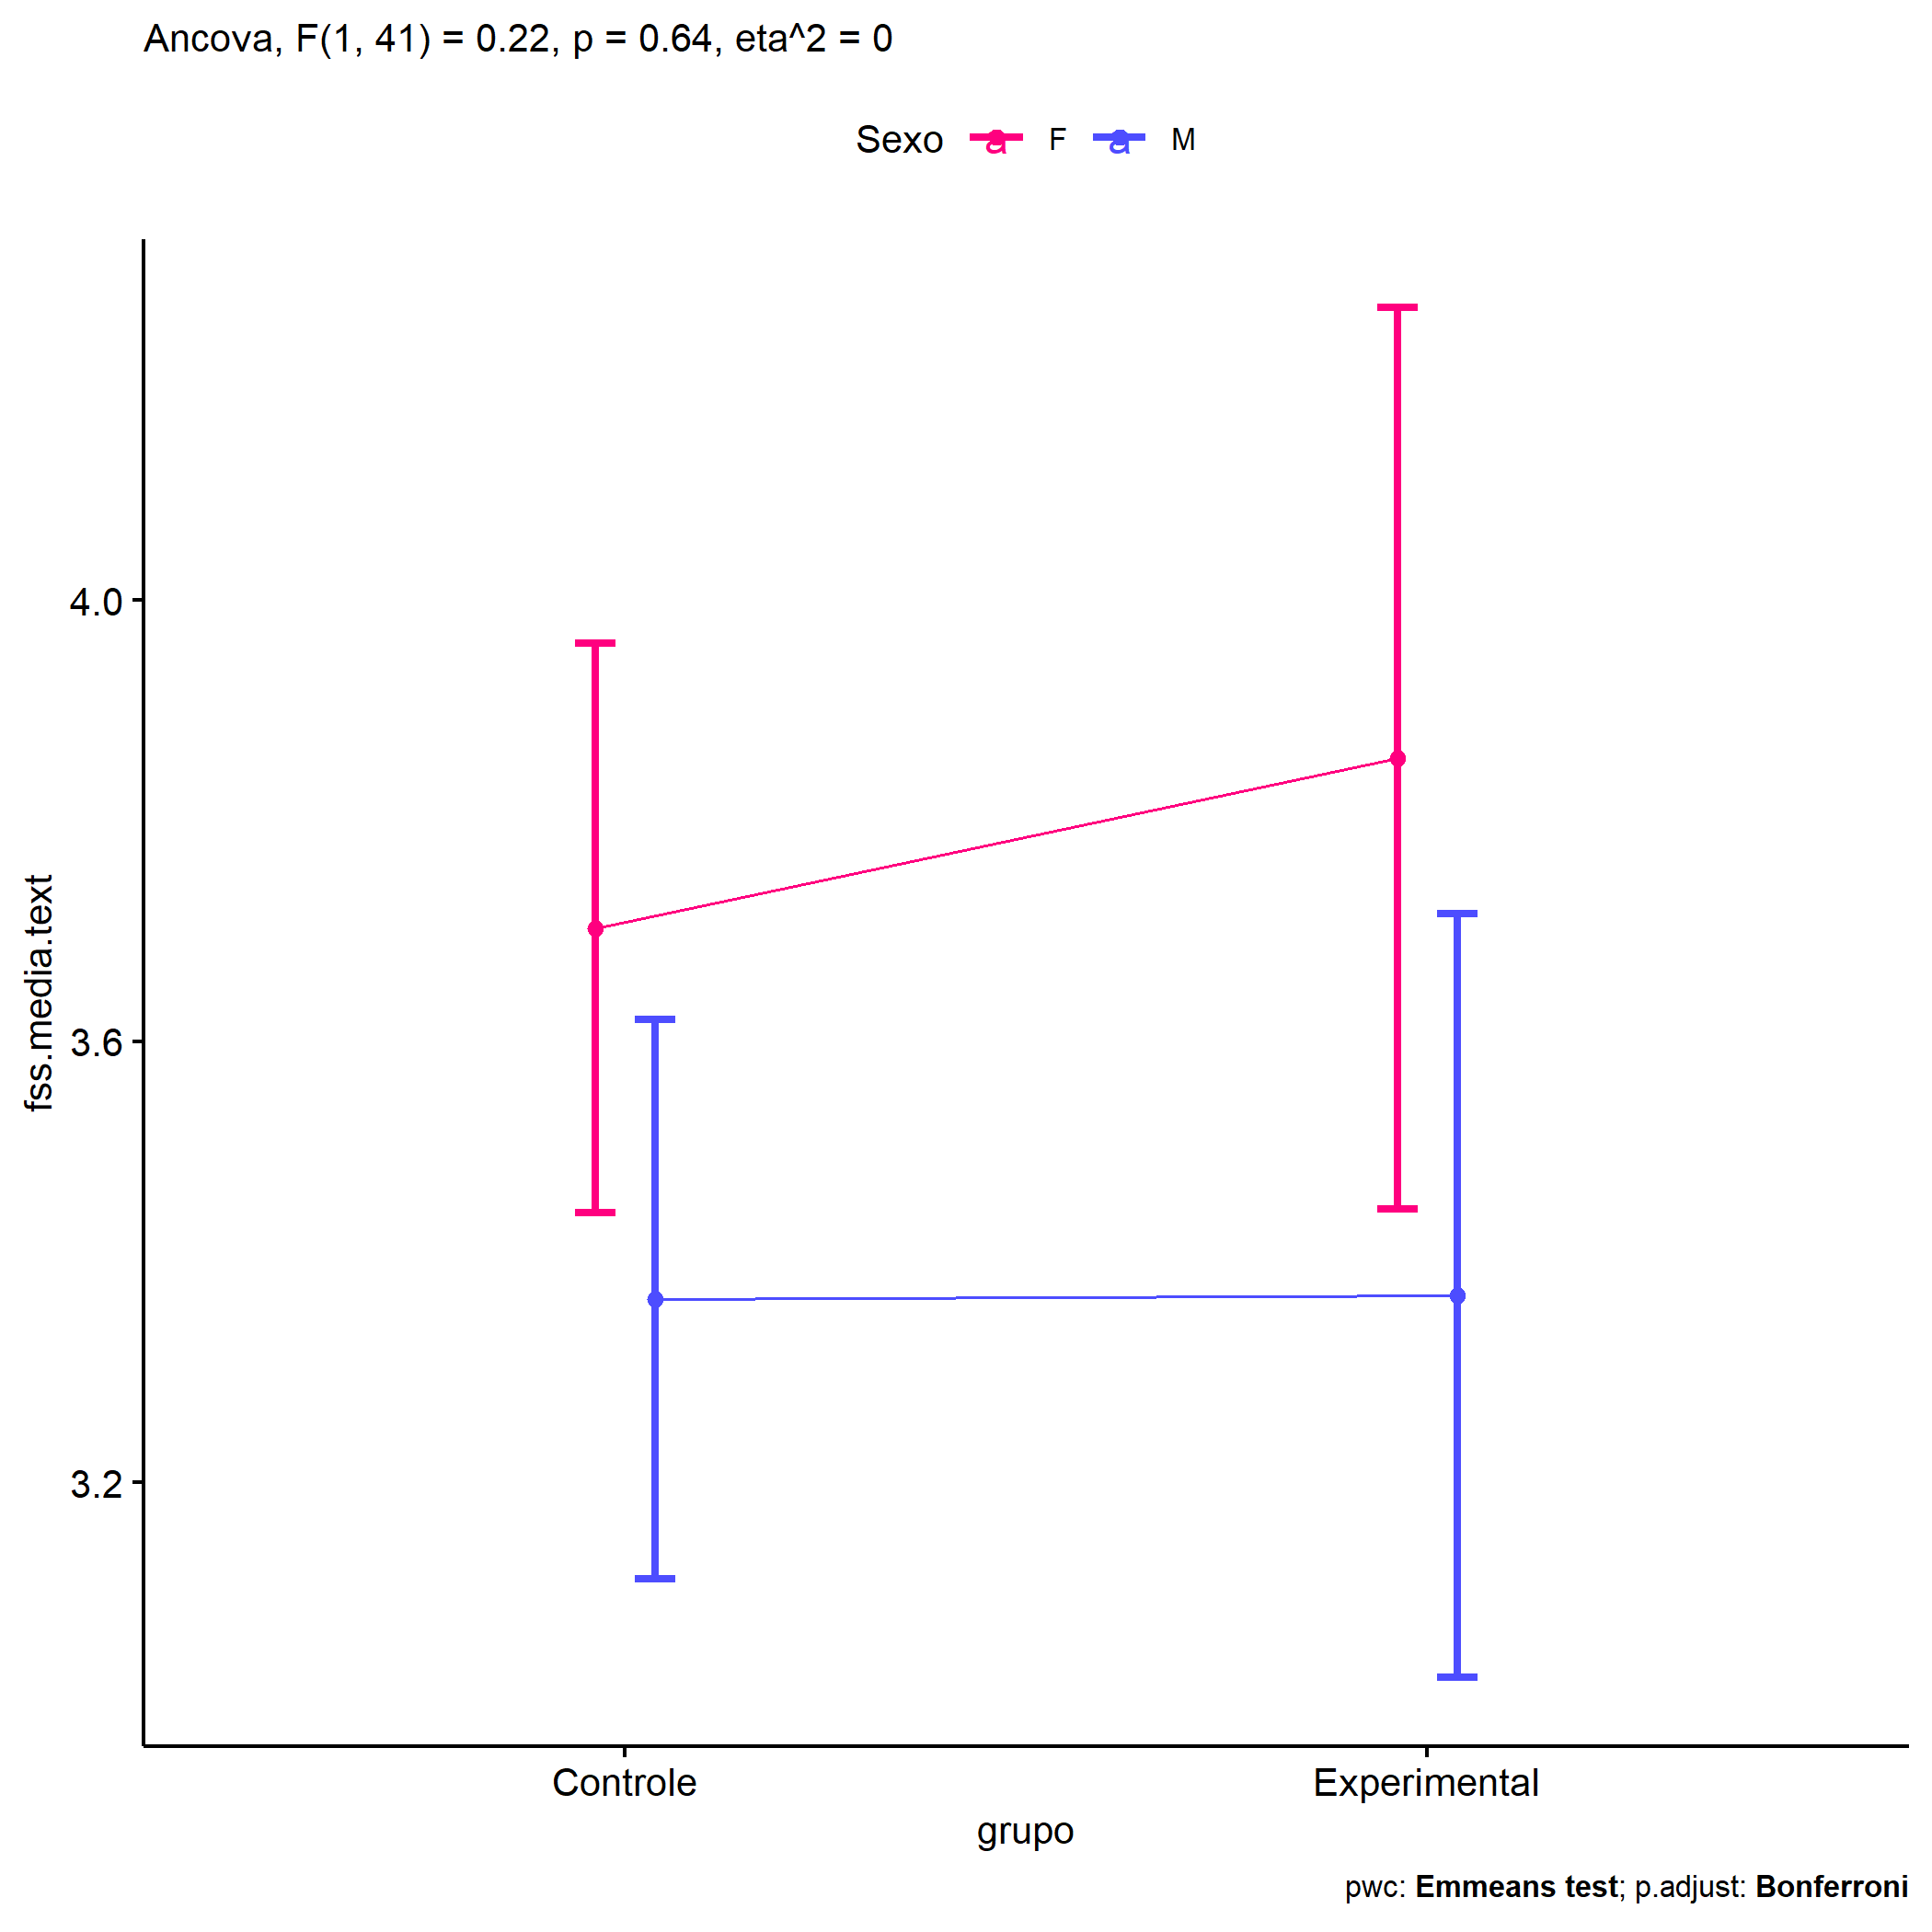 Ancova, F(1, 41) = 0.22, p = 0.64, eta^2 = 0
Sexo a F a M
fss.media.text
4.0
3.6
3.2
Controle Experimental
grupo
pwc: Emmeans test; p.adjust: Bonferroni